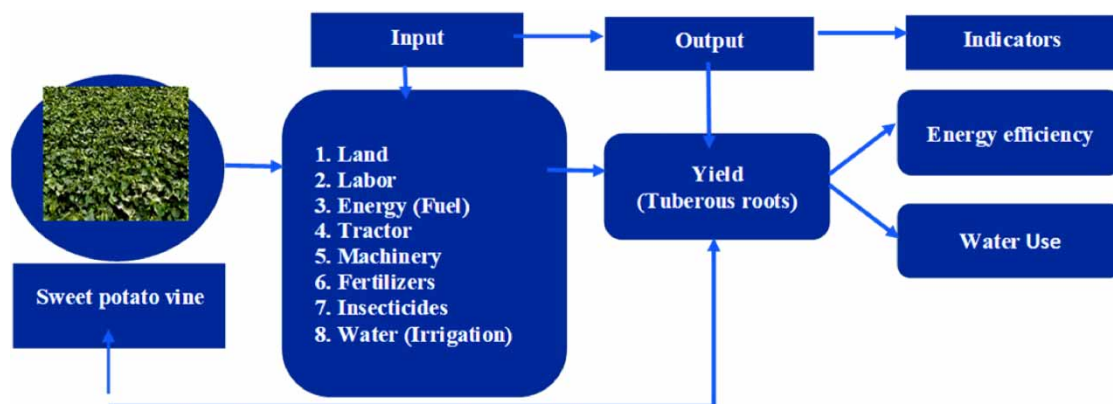 Input
Output
Indicators
Sweet potato vine
1. Land
2. Labor
3. Energy (Fuel)
4. Tractor
5. Machinery
6. Fertilizers
7. Insecticides
8. Water (Irrigation)
Yield
(Tuberous roots)
Energy efficiency
Water Use